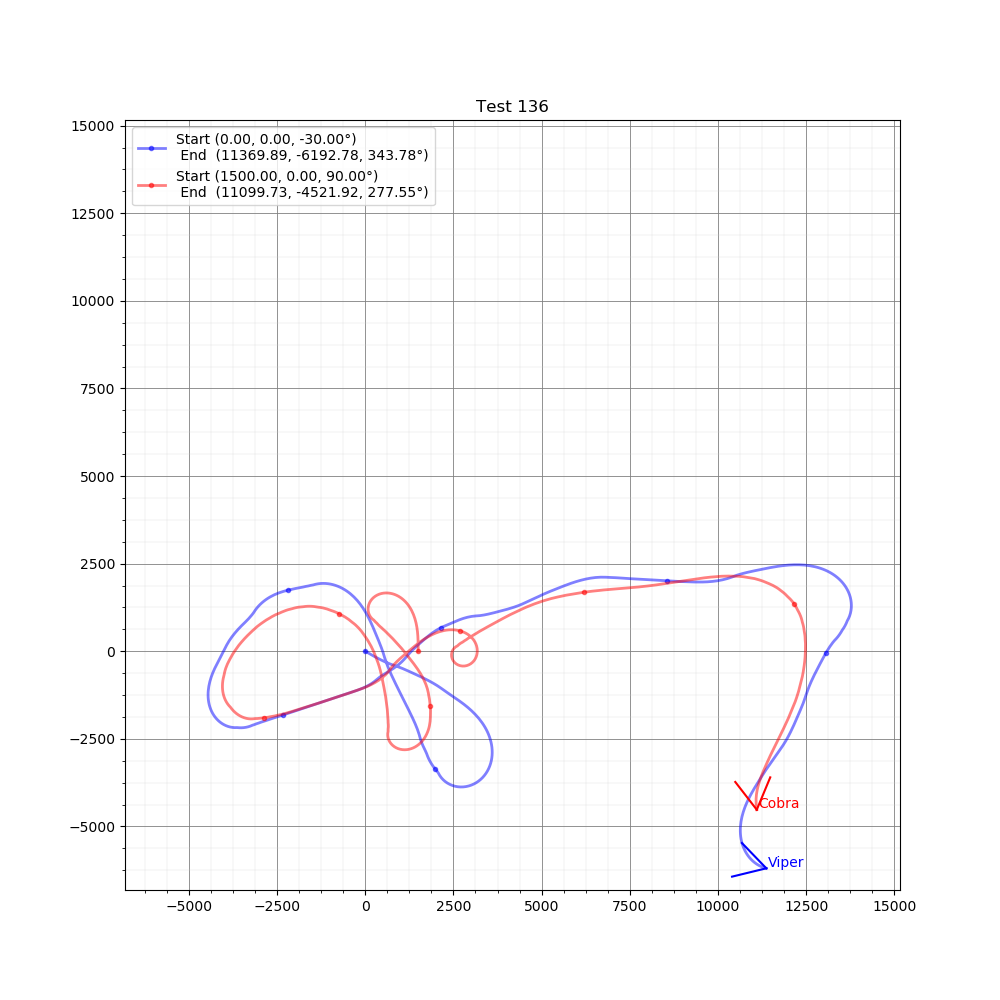 Test 136
Start (0.00, 0.00, -30.00°)
End (11369.89, -6192.78, 343.78°)
Start (1500.00, 0.00, 90.00°)
End (11099.73, -4521.92, 277.55°)
15000
12500
10000
7500
5000
2500
0
−2500
−5000
Cobra
Viper
−5000 −2500 0 2500 5000 7500 10000 12500 15000